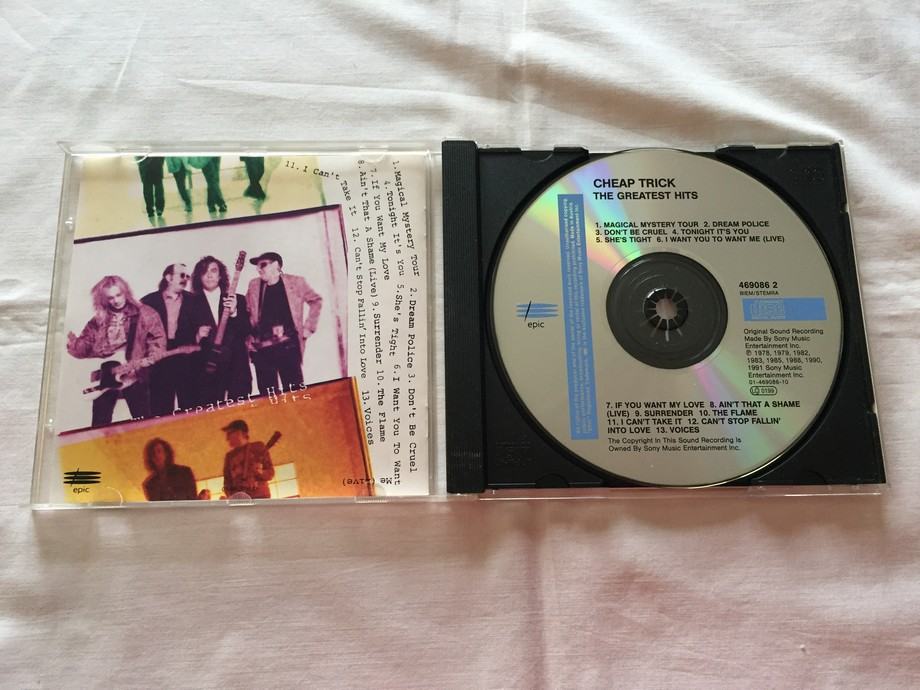 11. I Can't Take It 12. Can't Stop Fallin' Into Love 13. Voices
8. Ain't That A Shame (Live) 9. Surrender 10. The Flame
7. If You Want My Love
4. Tonight It's You 5. She's Tight 6. I Want You To Want Me (Live)
1. Magical Mystery Tour 2. Dream Police 3. Don't Be Cruel
The Greatest Hits
epic
CHEAP TRICK
THE GREATEST HITS
1. MAGICAL MYSTERY TOUR 2. DREAM POLICE
3. DON'T BE CRUEL 4. TONIGHT IT'S YOU
5. SHE'S TIGHT 6. I WANT YOU TO WANT ME (LIVE)
469086 2
BIEM/STEMRA
epic
Original Sound Recording
Made By Sony Music
Entertainment Inc.
℗ 1978, 1979, 1982,
1983, 1985, 1988, 1990,
1991 Sony Music
Entertainment Inc.
01-469086-10
LC 0199
7. IF YOU WANT MY LOVE 8. AIN'T THAT A SHAME
(LIVE) 9. SURRENDER 10. THE FLAME
11. I CAN'T TAKE IT 12. CAN'T STOP FALLIN'
INTO LOVE 13. VOICES
The Copyright In This Sound Recording Is
Owned By Sony Music Entertainment Inc.